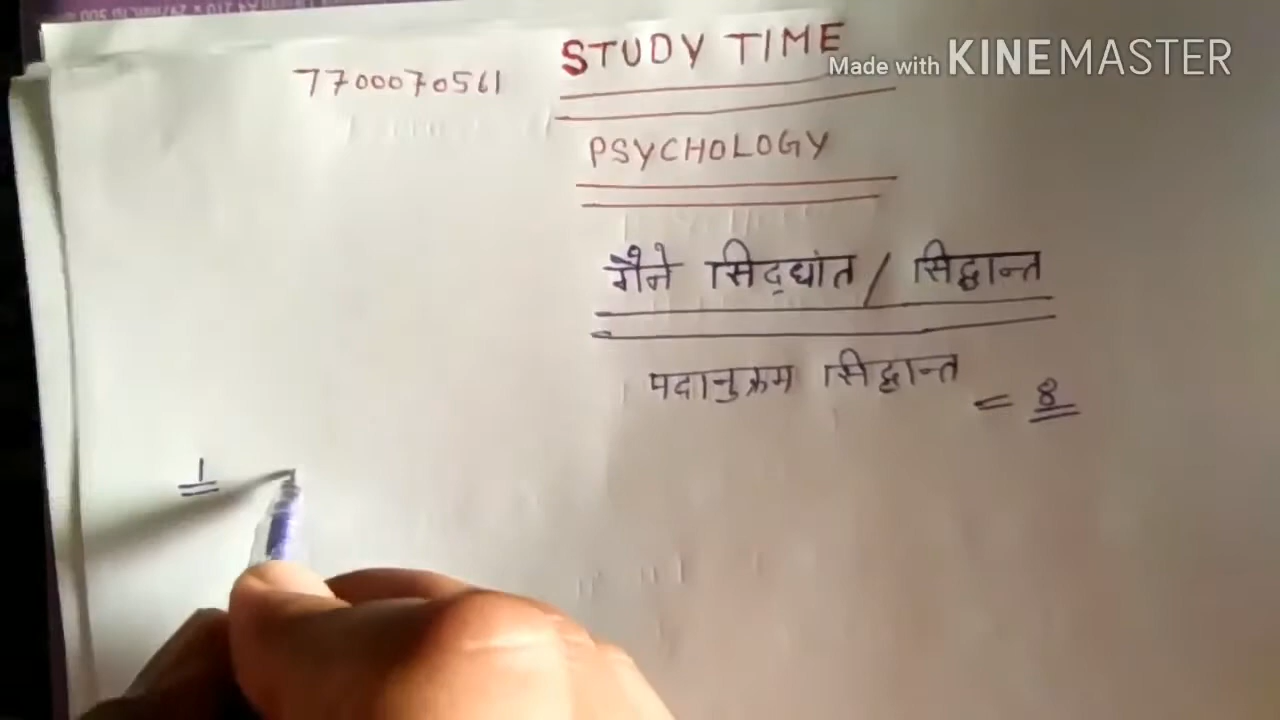 STUDY TIME
Made with KINEMASTER
7700070561
PSYCHOLOGY
गैने सिद्धांत / सिद्धान्त
पदानुक्रम सिद्धान्त = 8
1